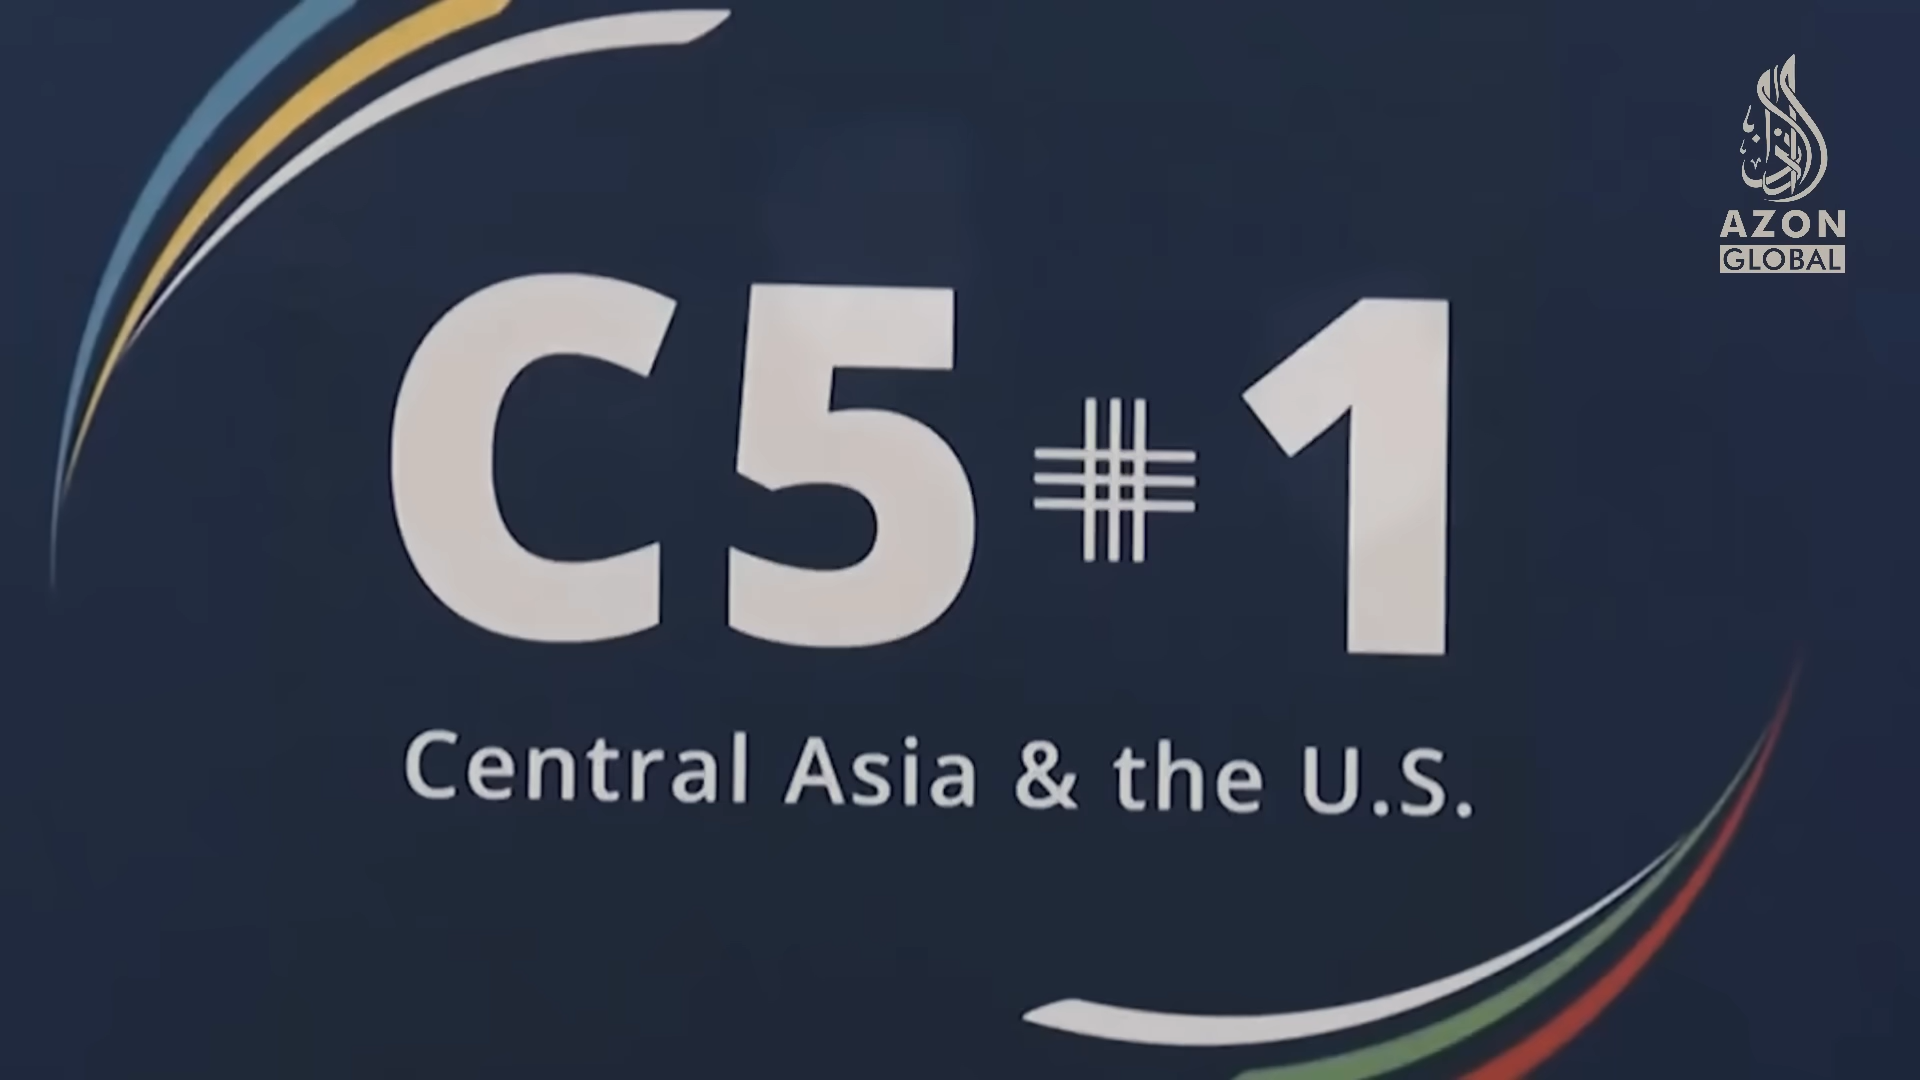 C5+1
Central Asia & the U.S.
AZON
GLOBAL